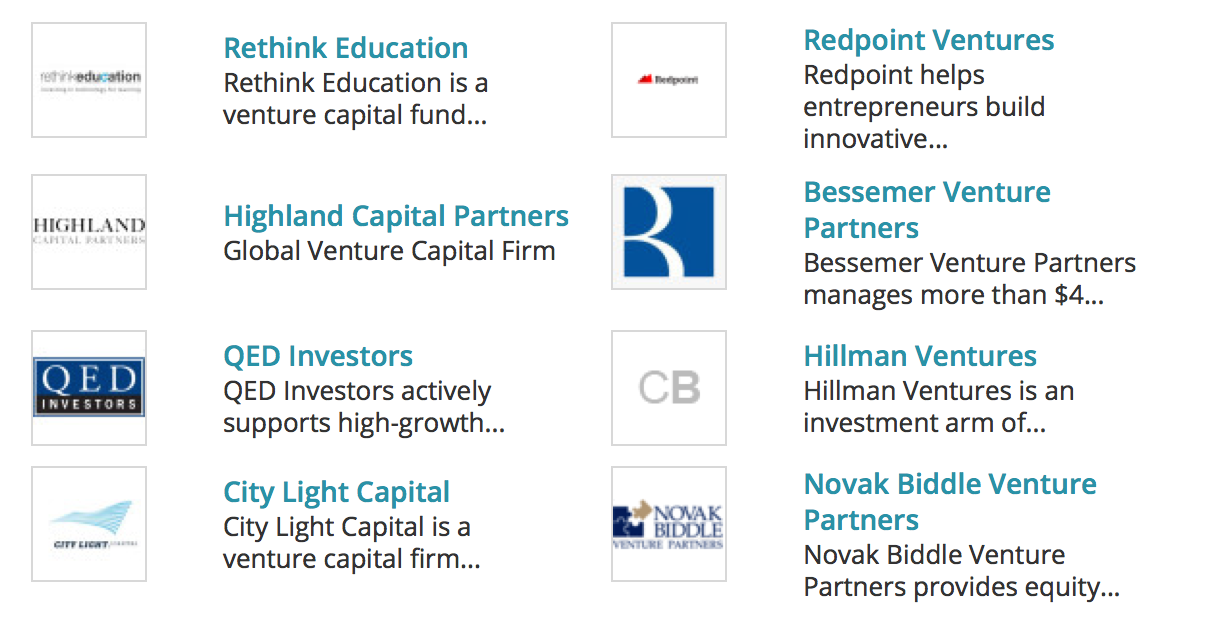 rethinkeducation
Rethink Education
Rethink Education is a
venture capital fund...
Redpoint
Redpoint Ventures
Redpoint helps
entrepreneurs build
innovative...
HIGHLAND
CAPITAL PARTNERS
Highland Capital Partners
Global Venture Capital Firm
Bessemer Venture
Partners
Bessemer Venture Partners
manages more than $4...
QED
INVESTORS
QED Investors
QED Investors actively
supports high-growth...
CB
Hillman Ventures
Hillman Ventures is an
investment arm of...
CITY LIGHT
City Light Capital
City Light Capital is a
venture capital firm...
NOVAK
BIDDLE
VENTURE PARTNERS
Novak Biddle Venture
Partners
Novak Biddle Venture
Partners provides equity...